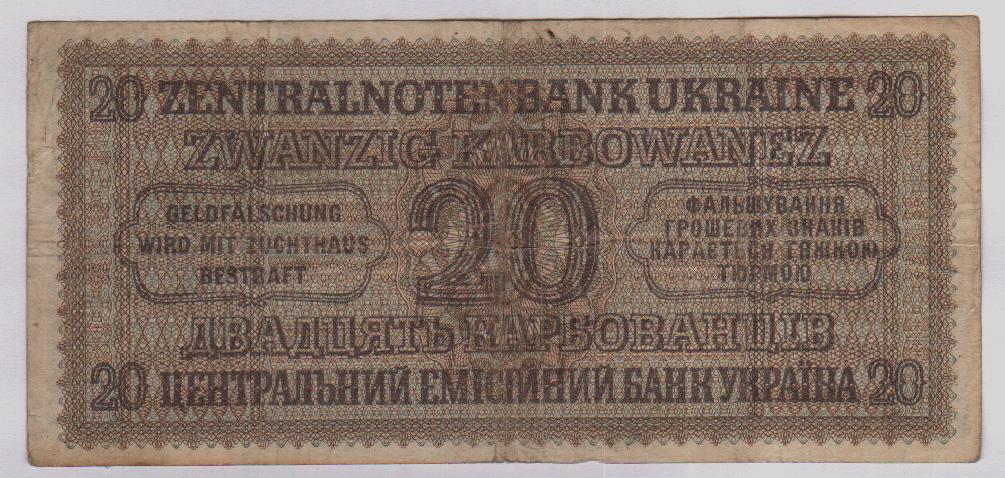 20 ZENTRALNOTENBANK UKRAINE 20
ZWANZIG KARBOWANEZ
GELDFÄLSCHUNG
WIRD MIT ZUCHTHAUS
BESTRAFT
20
ФАЛЬШУВАННЯ
ГРОШЕВИХ ЗНАКІВ
КАРАЄТЬСЯ ТЯЖКОЮ
ТЮРМОЮ
ДВАДЦЯТЬ КАРБОВАНЦІВ
20 ЦЕНТРАЛЬНИЙ ЕМІСІЙНИЙ БАНК УКРАЇНА 20